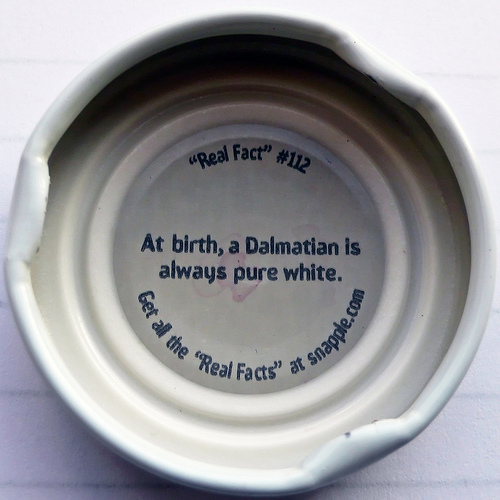 "Real Fact" #112
At birth, a Dalmatian is
always pure white.
Get all the "Real Facts" at snapple.com